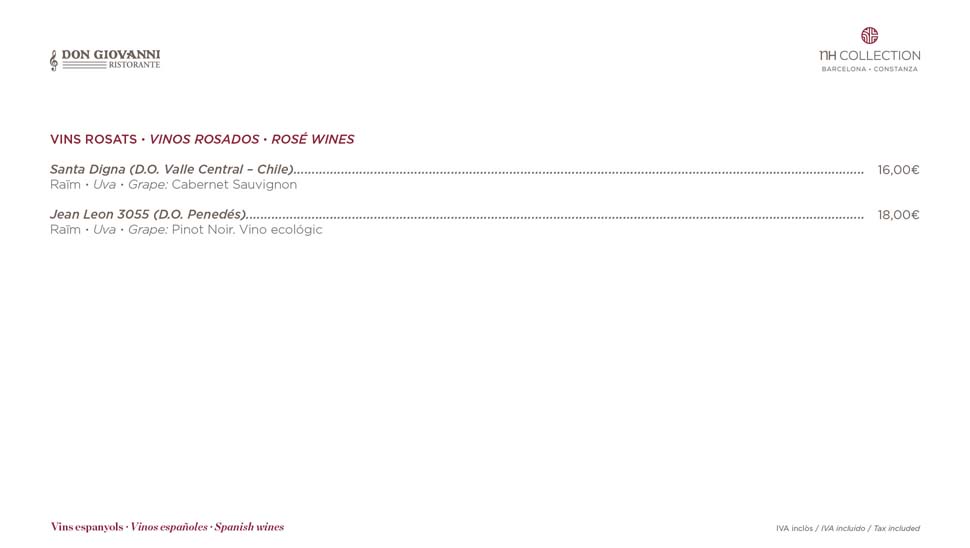 DON GIOVANNI
RISTORANTE
NH COLLECTION
BARCELONA • CONSTANZA
VINS ROSATS • VINOS ROSADOS • ROSÉ WINES
Santa Digna (D.O. Valle Central – Chile)........................................................................................................................................................ 16,00€
Raïm • Uva • Grape: Cabernet Sauvignon
Jean Leon 3055 (D.O. Penedés)..................................................................................................................................................................... 18,00€
Raïm • Uva • Grape: Pinot Noir. Vino ecológic
Vins espanyols · Vinos españoles · Spanish wines
IVA inclòs / IVA incluido / Tax included